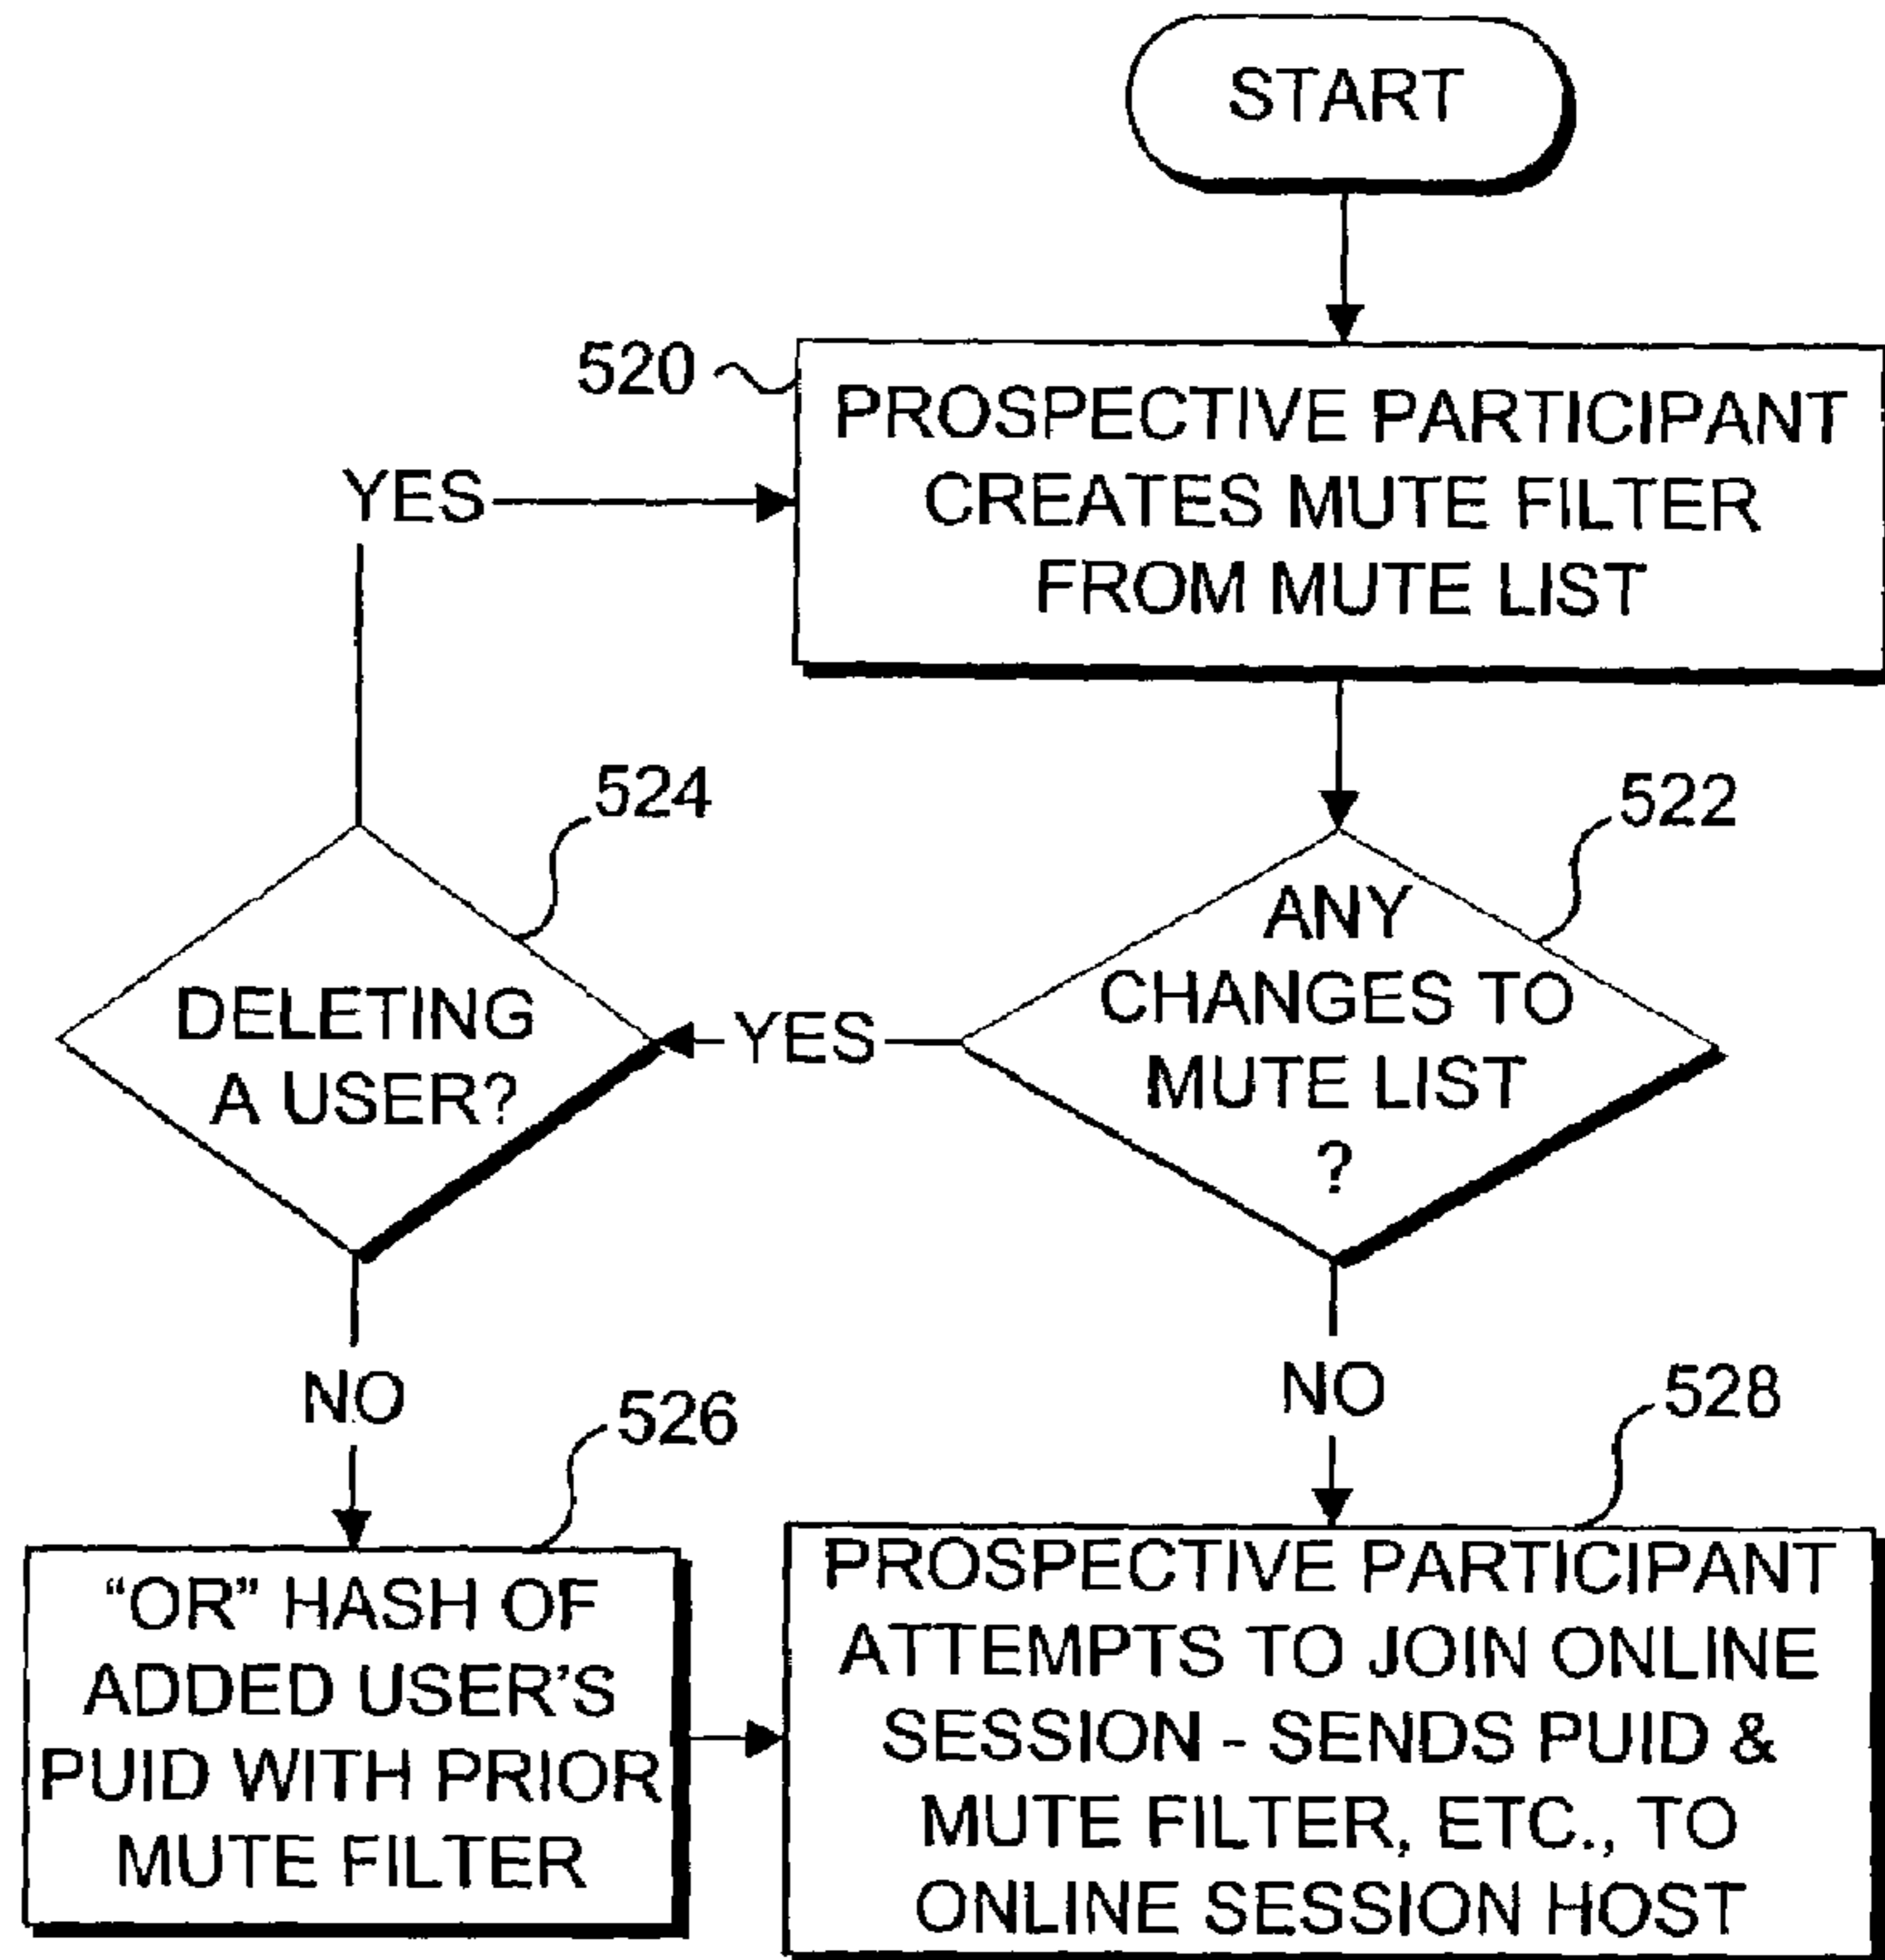 START
520
PROSPECTIVE PARTICIPANT
CREATES MUTE FILTER
FROM MUTE LIST
YES
524
522
DELETING
A USER?
YES
ANY
CHANGES TO
MUTE LIST
?
NO
NO
526
528
“OR” HASH OF
ADDED USER’S
PUID WITH PRIOR
MUTE FILTER
PROSPECTIVE PARTICIPANT
ATTEMPTS TO JOIN ONLINE
SESSION - SENDS PUID &
MUTE FILTER, ETC., TO
ONLINE SESSION HOST